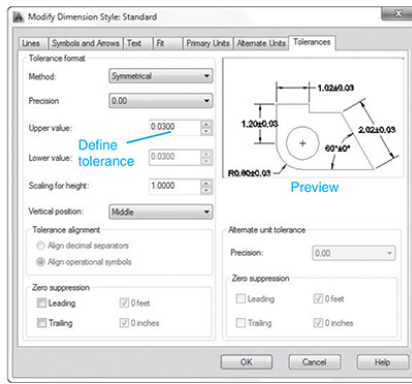 Modify Dimension Style: Standard
Lines Symbols and Arrows Text Fit Primary Units Alternate Units Tolerances
Tolerance format
Method: Symmetrical
Precision 0.00
Upper value: 0.0300
Define
tolerance
Lower value: 0.0300
Scaling for height: 1.0000
Vertical position: Middle
Tolerance alignment
Align decimal separators
Align operational symbols
Zero suppression
Leading 0 feet
Trailing 0 inches
1.02±0.03
1.20±0.03
2.02±0.03
60°±0°
R0.80±0.03
Preview
Alternate unit tolerance
Precision: 0.00
Zero suppression
Leading 0 feet
Trailing 0 inches
OK Cancel Help